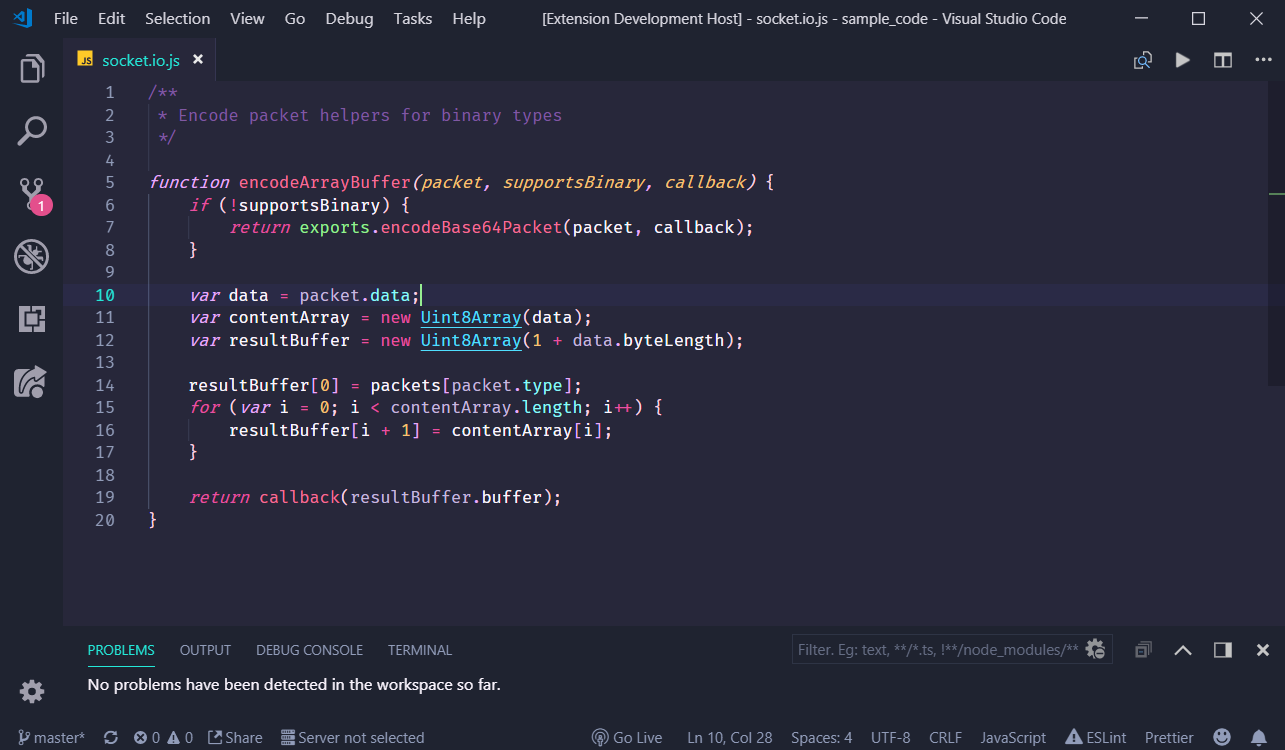 File Edit Selection View Go Debug Tasks Help [Extension Development Host] - socket.io.js - sample_code - Visual Studio Code
JS socket.io.js
1 /**
2 * Encode packet helpers for binary types
3 */
4
5 function encodeArrayBuffer(packet, supportsBinary, callback) {
6 if (!supportsBinary) {
7 return exports.encodeBase64Packet(packet, callback);
8 }
9
10 var data = packet.data;
11 var contentArray = new Uint8Array(data);
12 var resultBuffer = new Uint8Array(1 + data.byteLength);
13
14 resultBuffer[0] = packets[packet.type];
15 for (var i = 0; i < contentArray.length; i++) {
16 resultBuffer[i + 1] = contentArray[i];
17 }
18
19 return callback(resultBuffer.buffer);
20 }
1
PROBLEMS OUTPUT DEBUG CONSOLE TERMINAL Filter. Eg: text, **/*.ts, !**/node_modules/**
No problems have been detected in the workspace so far.
master* 0 0 Share Server not selected Go Live Ln 10, Col 28 Spaces: 4 UTF-8 CRLF JavaScript ESLint Prettier